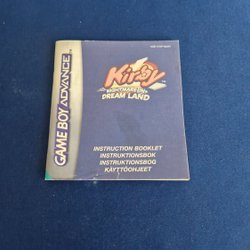 GAME BOY ADVANCE
Kirby
NIGHTMARE IN
DREAM LAND
INSTRUCTION BOOKLET
INSTRUKTIONSBOK
INSTRUKTIONSBOG
KÄYTTÖOHJEET